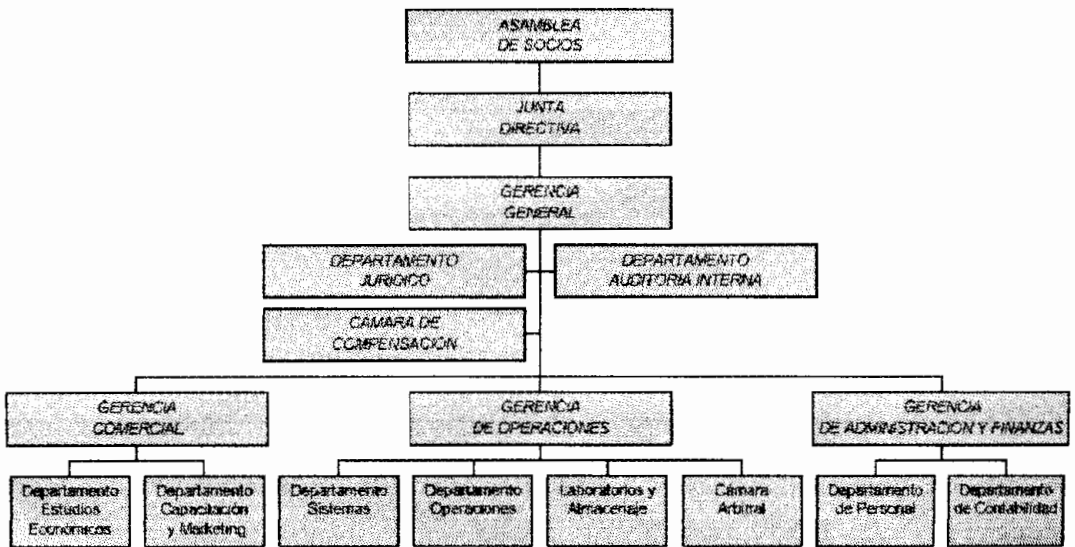 ASAMBLEA
DE SOCIOS
JUNTA
DIRECTIVA
GERENCIA
GENERAL
DEPARTAMENTO
JURIDICO
DEPARTAMENTO
AUDITORIA INTERNA
CAMARA DE
COMPENSACION
GERENCIA
COMERCIAL
GERENCIA
DE OPERACIONES
GERENCIA
DE ADMINISTRACION Y FINANZAS
Departamento
Estudios
Económicos
Departamento
Capacitación
y Marketing
Departamento
Sistemas
Departamento
Operaciones
Laboratorios y
Almacenaje
Cámara
Arbitral
Departamento
de Personal
Departamento
de Contabilidad